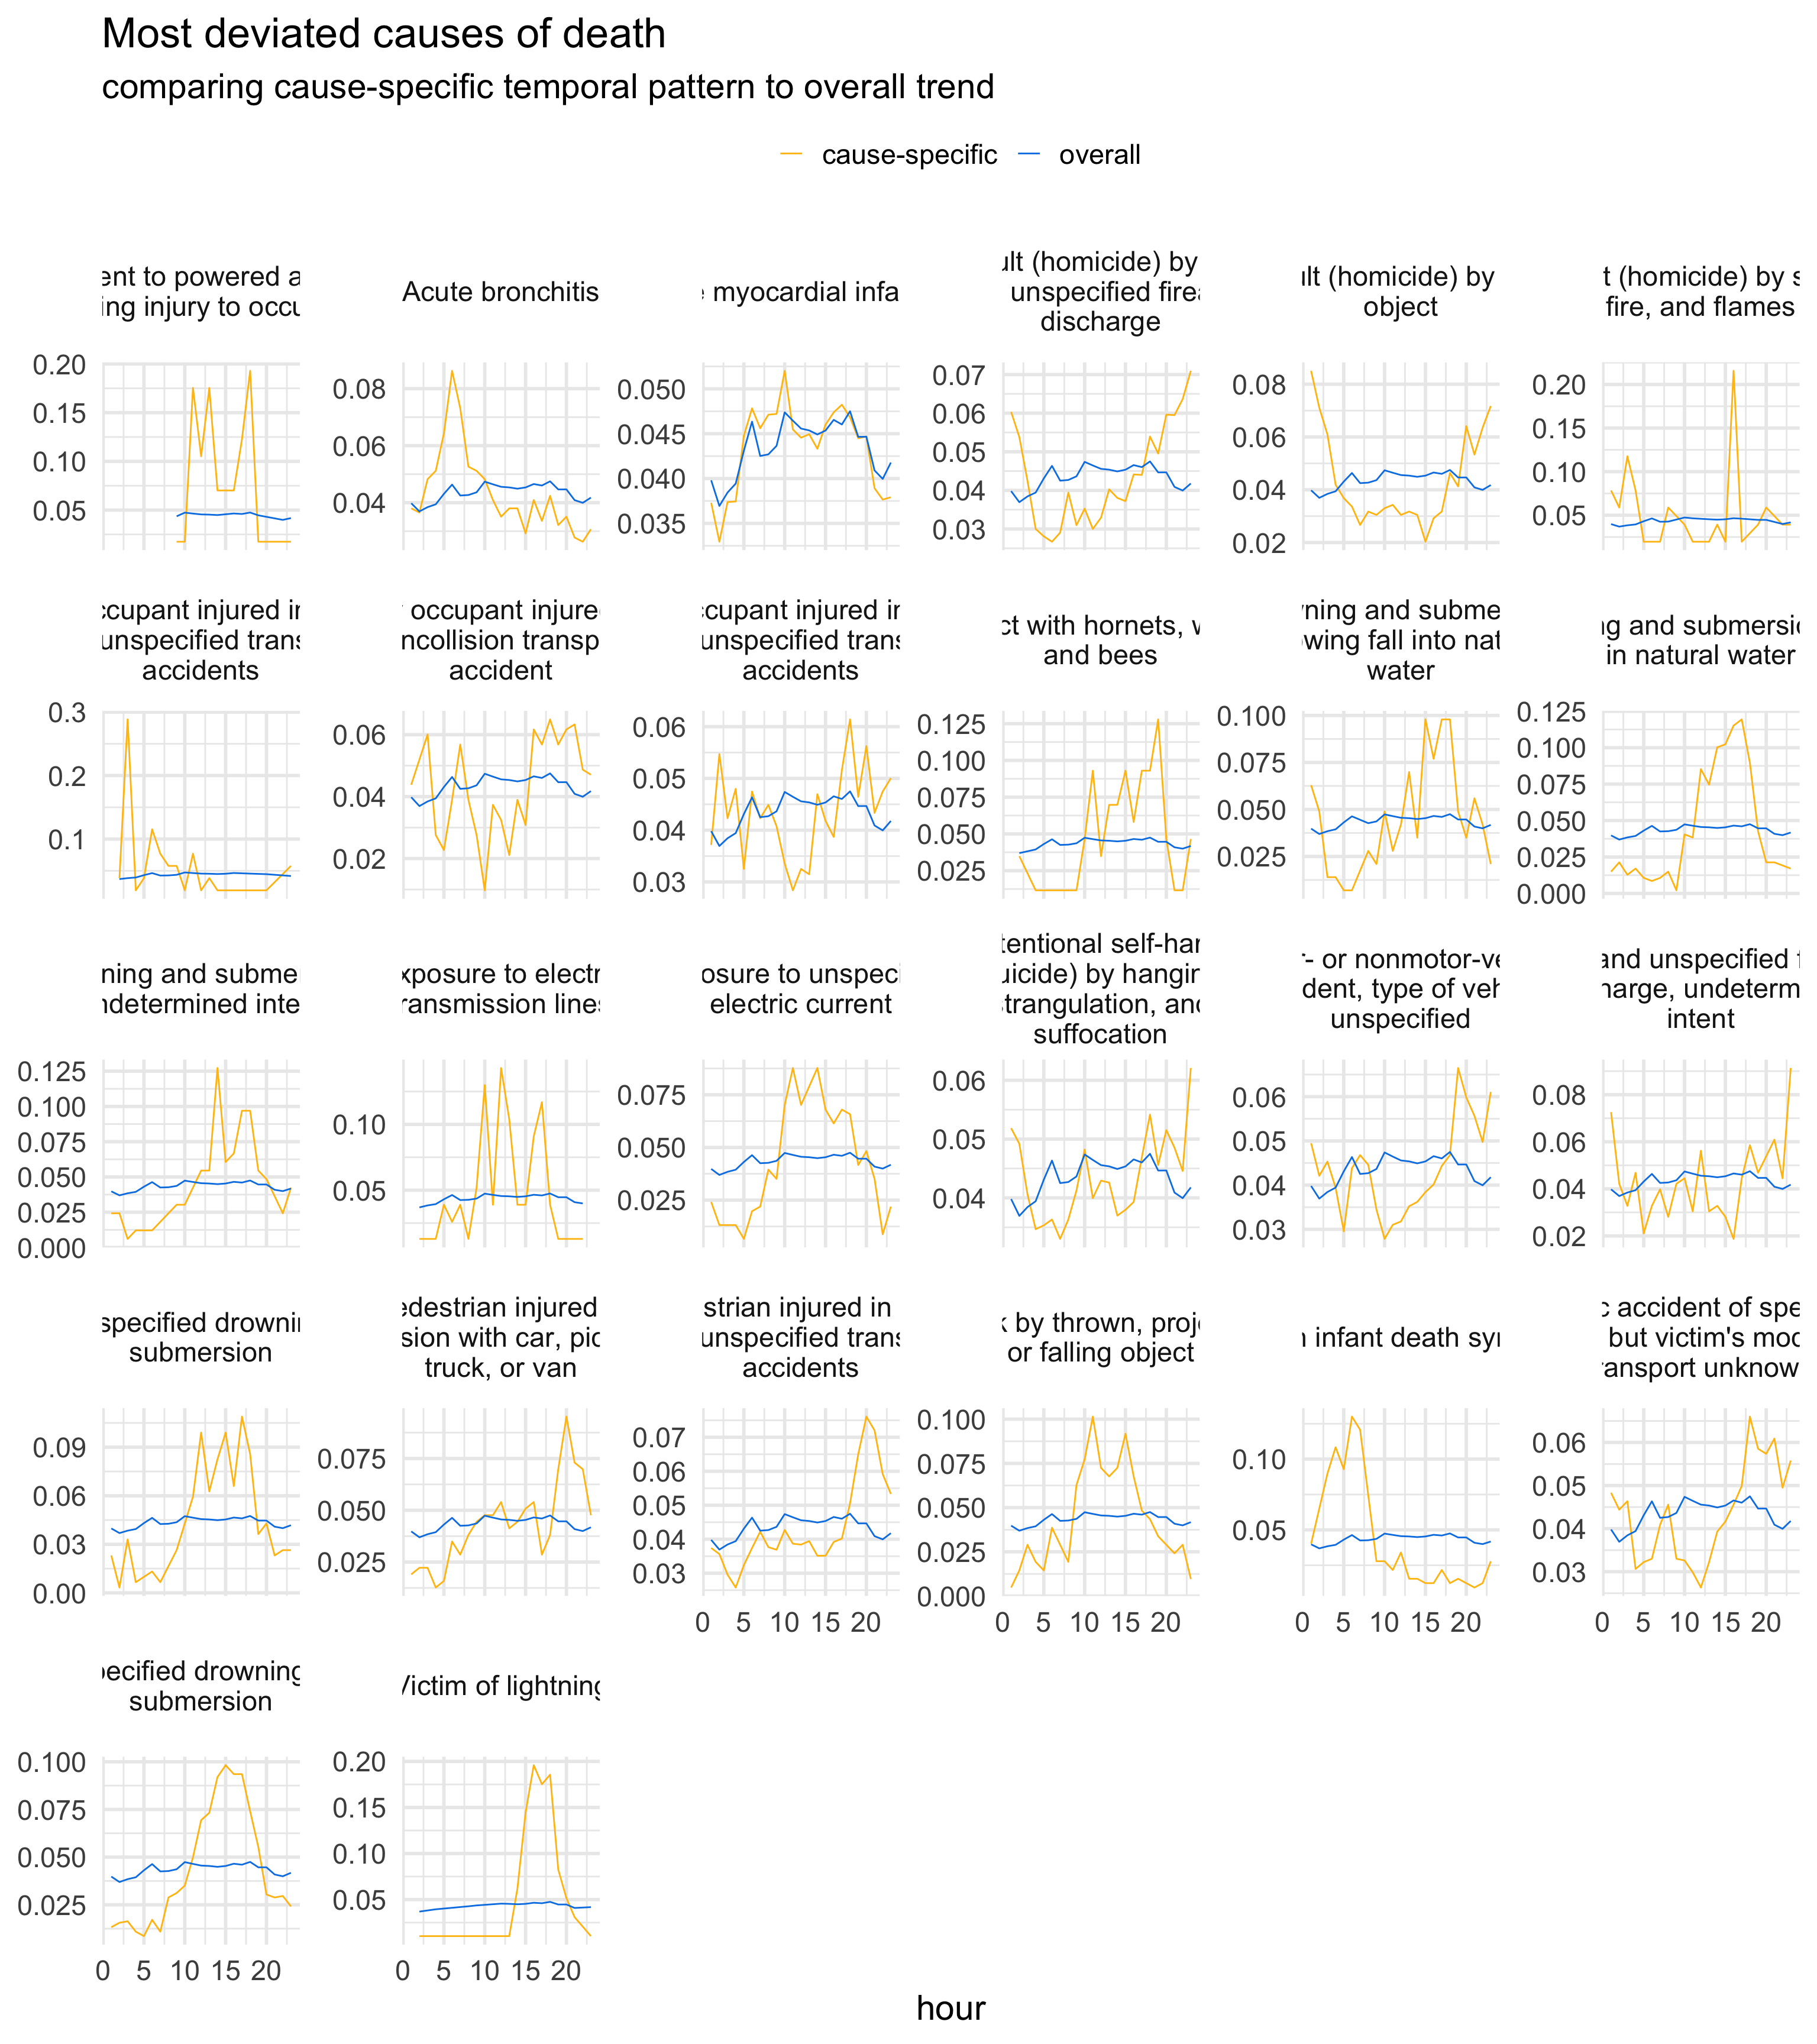 Most deviated causes of death
comparing cause-specific temporal pattern to overall trend
cause-specific
overall
ent to powered a
ing injury to occu
0.20
0.15
0.10
0.05
Acute bronchitis
0.08
0.06
0.04
myocardial infa
0.050
0.045
0.040
0.035
ult (homicide) by
unspecified firea
discharge
0.07
0.06
0.05
0.04
0.03
ult (homicide) by
object
0.08
0.06
0.04
0.02
t (homicide) by s
fire, and flames
0.20
0.15
0.10
0.05
ccupant injured in
unspecified trans
accidents
0.3
0.2
0.1
occupant injure
ncollision transp
accident
0.06
0.04
0.02
ccupant injured in
unspecified trans
accidents
0.06
0.05
0.04
0.03
ct with hornets, w
and bees
0.125
0.100
0.075
0.050
0.025
ning and subme
owing fall into nat
water
0.100
0.075
0.050
0.025
ng and submersio
in natural water
0.125
0.100
0.075
0.050
0.025
0.000
ning and subme
ndetermined inte
0.125
0.100
0.075
0.050
0.025
0.000
xposure to electr
ransmission lines
0.10
0.05
osure to unspeci
electric current
0.075
0.050
0.025
tentional self-har
uicide) by hangin
strangulation, and
suffocation
0.06
0.05
0.04
r- or nonmotor-ve
dent, type of veh
unspecified
0.06
0.05
0.04
0.03
and unspecified f
harge, undeterm
intent
0.08
0.06
0.04
0.02
specified drownin
submersion
0.09
0.06
0.03
0.00
edestrian injured
sion with car, pic
truck, or van
0.075
0.050
0.025
strian injured in
unspecified trans
accidents
0.07
0.06
0.05
0.04
0.03
0 5 10 15 20
k by thrown, proje
or falling object
0.100
0.075
0.050
0.025
0.000
0 5 10 15 20
n infant death syn
0.10
0.05
0 5 10 15 20
c accident of spe
but victim's mod
ransport unknow
0.06
0.05
0.04
0.03
0 5 10 15 20
pecified drowning
submersion
0.100
0.075
0.050
0.025
0 5 10 15 20
Victim of lightning
0.20
0.15
0.10
0.05
0 5 10 15 20
hour